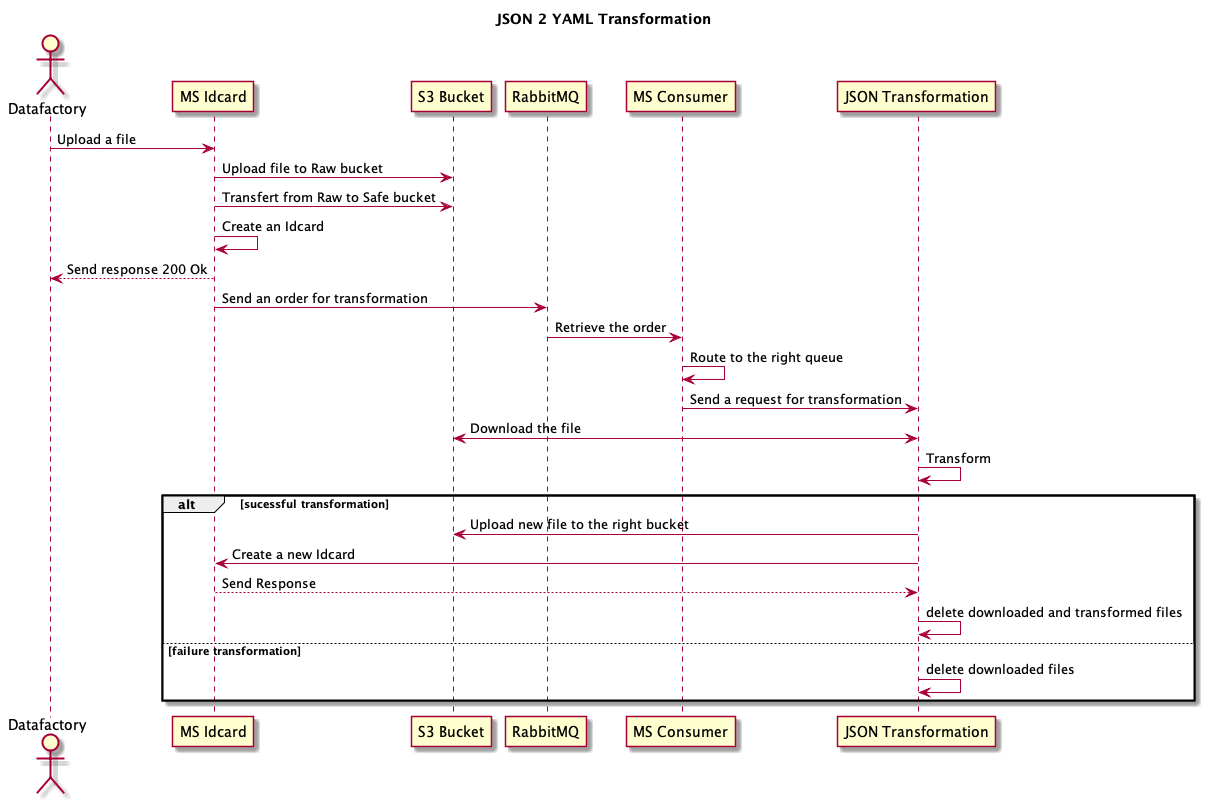 JSON 2 YAML Transformation
Datafactory
MS Idcard
S3 Bucket
RabbitMQ
MS Consumer
JSON Transformation
Upload a file
Upload file to Raw bucket
Transfert from Raw to Safe bucket
Create an Idcard
Send response 200 Ok
Send an order for transformation
Retrieve the order
Route to the right queue
Send a request for transformation
Download the file
Transform
alt [sucessful transformation]
Upload new file to the right bucket
Create a new Idcard
Send Response
delete downloaded and transformed files
[failure transformation]
delete downloaded files
Datafactory
MS Idcard
S3 Bucket
RabbitMQ
MS Consumer
JSON Transformation